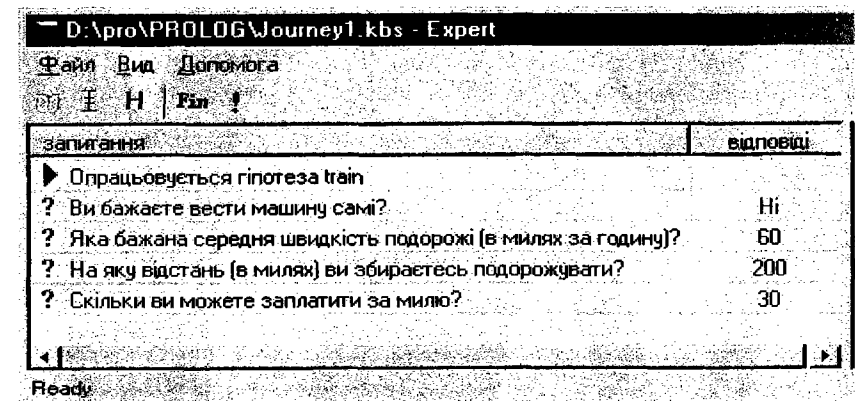 D:\pro\PROLOG\Journey1.kbs - Expert
Файл Вид Допомога
H Fin !
запитання відповіді
Опрацьовується гіпотеза train
? Ви бажаєте вести машину самі? Ні
? Яка бажана середня швидкість подорожі (в милях за годину)? 60
? На яку відстань (в милях) ви збираєтесь подорожувати? 200
? Скільки ви можете заплатити за милю? 30
Ready